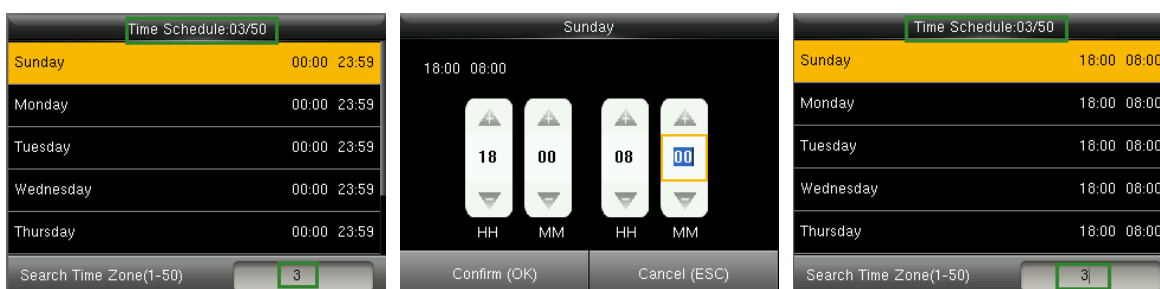 Time Schedule:03/50
Sunday 00:00 23:59
Monday 00:00 23:59
Tuesday 00:00 23:59
Wednesday 00:00 23:59
Thursday 00:00 23:59
Search Time Zone(1-50) 3
Sunday
18:00 08:00
18 00 08 00
HH MM HH MM
Confirm (OK) Cancel (ESC)
Time Schedule:03/50
Sunday 18:00 08:00
Monday 18:00 08:00
Tuesday 18:00 08:00
Wednesday 18:00 08:00
Thursday 18:00 08:00
Search Time Zone(1-50) 3